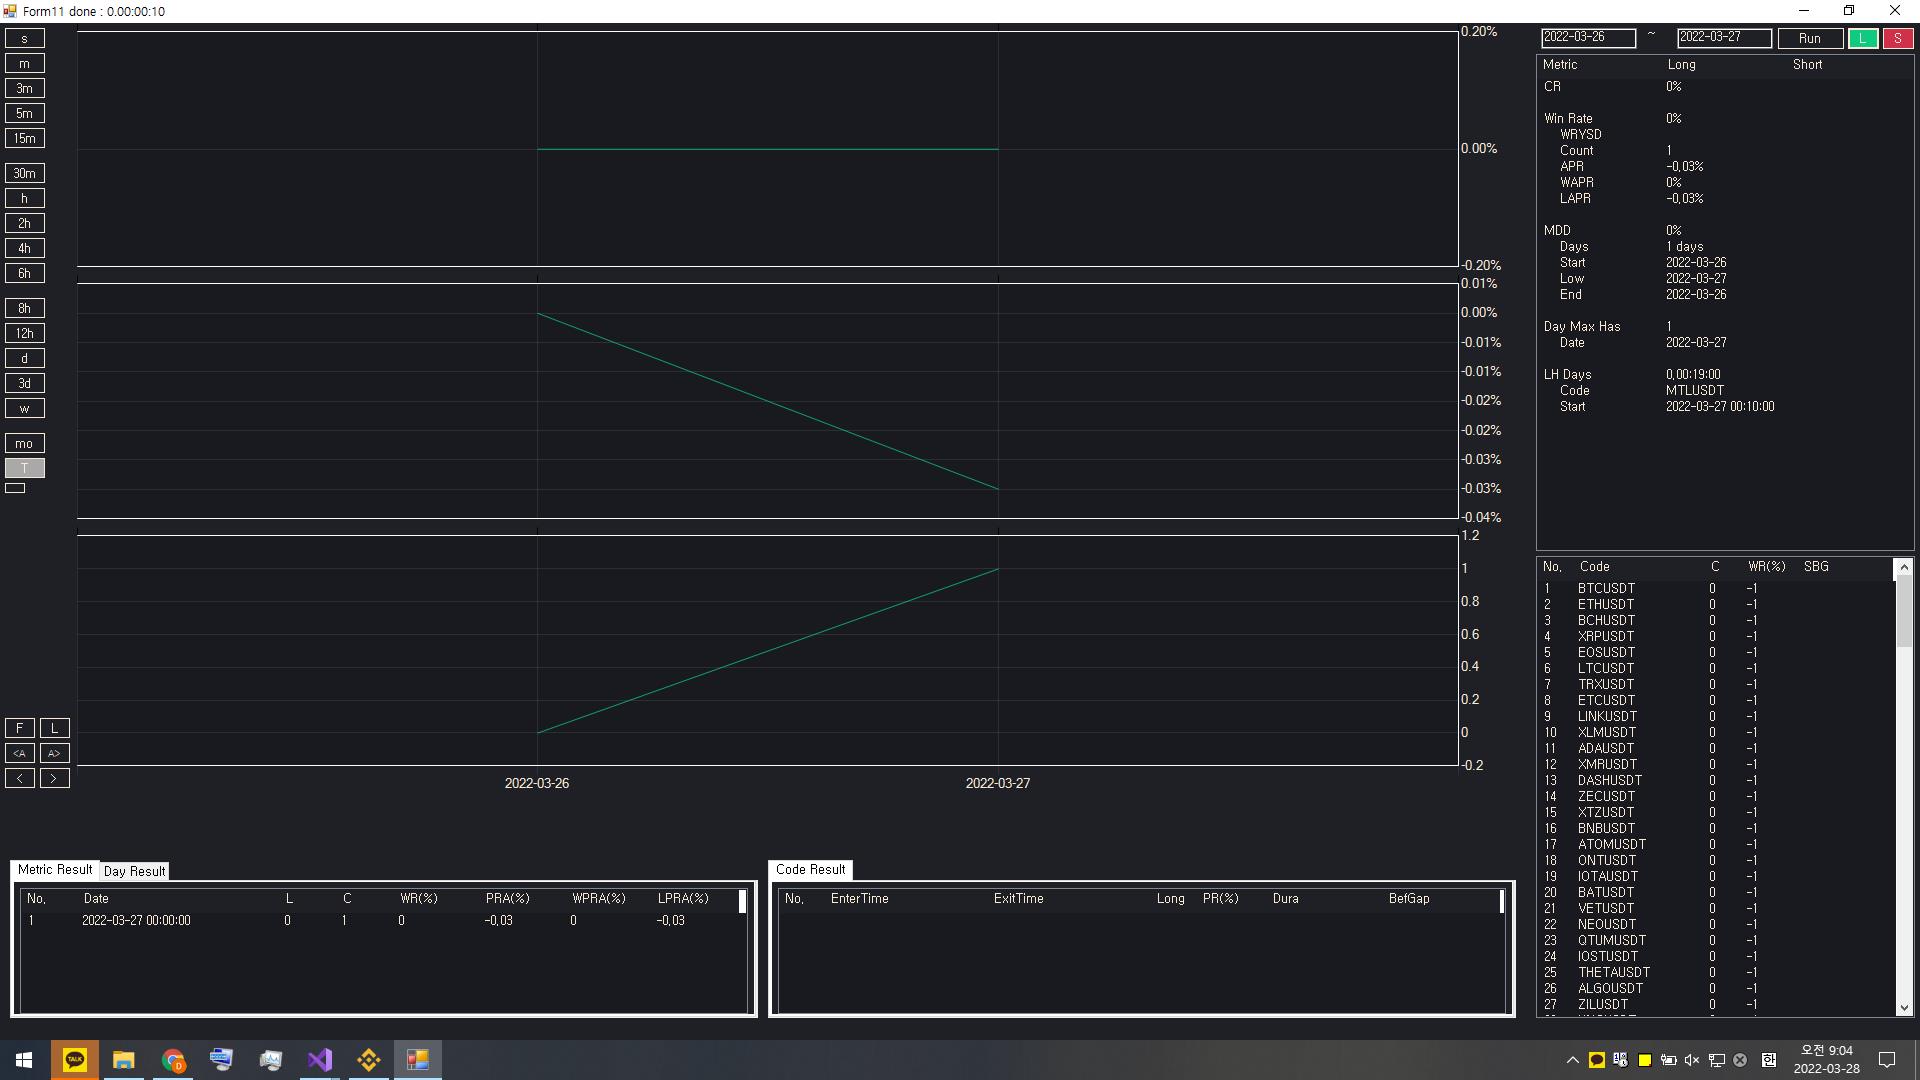 Form11 done : 0.00:00:10
s
m
3m
5m
15m
30m
h
2h
4h
6h
8h
12h
d
3d
w
mo
T
F L
<A A>
< >
0.20%
0.00%
-0.20%
0.01%
0.00%
-0.01%
-0.01%
-0.02%
-0.02%
-0.03%
-0.03%
-0.04%
1.2
1
0.8
0.6
0.4
0.2
0
-0.2
2022-03-26 2022-03-27
2022-03-26 ~ 2022-03-27 Run L S
Metric Long Short
CR 0%
Win Rate 0%
WRYSD
Count 1
APR -0,03%
WAPR 0%
LAPR -0,03%
MDD 0%
Days 1 days
Start 2022-03-26
Low 2022-03-27
End 2022-03-26
Day Max Has 1
Date 2022-03-27
LH Days 0,00:19:00
Code MTLUSDT
Start 2022-03-27 00:10:00
No, Code C WR(%) SBG
1 BTCUSDT 0 -1
2 ETHUSDT 0 -1
3 BCHUSDT 0 -1
4 XRPUSDT 0 -1
5 EOSUSDT 0 -1
6 LTCUSDT 0 -1
7 TRXUSDT 0 -1
8 ETCUSDT 0 -1
9 LINKUSDT 0 -1
10 XLMUSDT 0 -1
11 ADAUSDT 0 -1
12 XMRUSDT 0 -1
13 DASHUSDT 0 -1
14 ZECUSDT 0 -1
15 XTZUSDT 0 -1
16 BNBUSDT 0 -1
17 ATOMUSDT 0 -1
18 ONTUSDT 0 -1
19 IOTAUSDT 0 -1
20 BATUSDT 0 -1
21 VETUSDT 0 -1
22 NEOUSDT 0 -1
23 QTUMUSDT 0 -1
24 IOSTUSDT 0 -1
25 THETAUSDT 0 -1
26 ALGOUSDT 0 -1
27 ZILUSDT 0 -1
Metric Result Day Result
No, Date L C WR(%) PRA(%) WPRA(%) LPRA(%)
1 2022-03-27 00:00:00 0 1 0 -0,03 0 -0,03
Code Result
No, EnterTime ExitTime Long PR(%) Dura BefGap
TALK
오전 9:04
2022-03-28